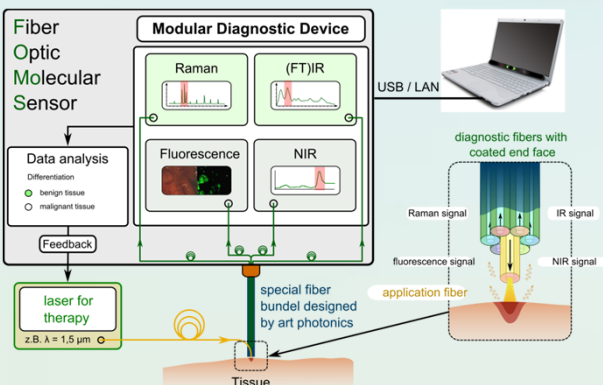 Fiber
Optic
Molecular
Sensor
Modular Diagnostic Device
Raman
(FT)IR
Fluorescence
NIR
USB / LAN
Data analysis
Differentiation
benign tissue
malignant tissue
Feedback
laser for
therapy
z.B. λ = 1,5 µm
special fiber
bundel designed
by art photonics
Tissue
diagnostic fibers with
coated end face
Raman signal
IR signal
fluorescence signal
NIR signal
application fiber